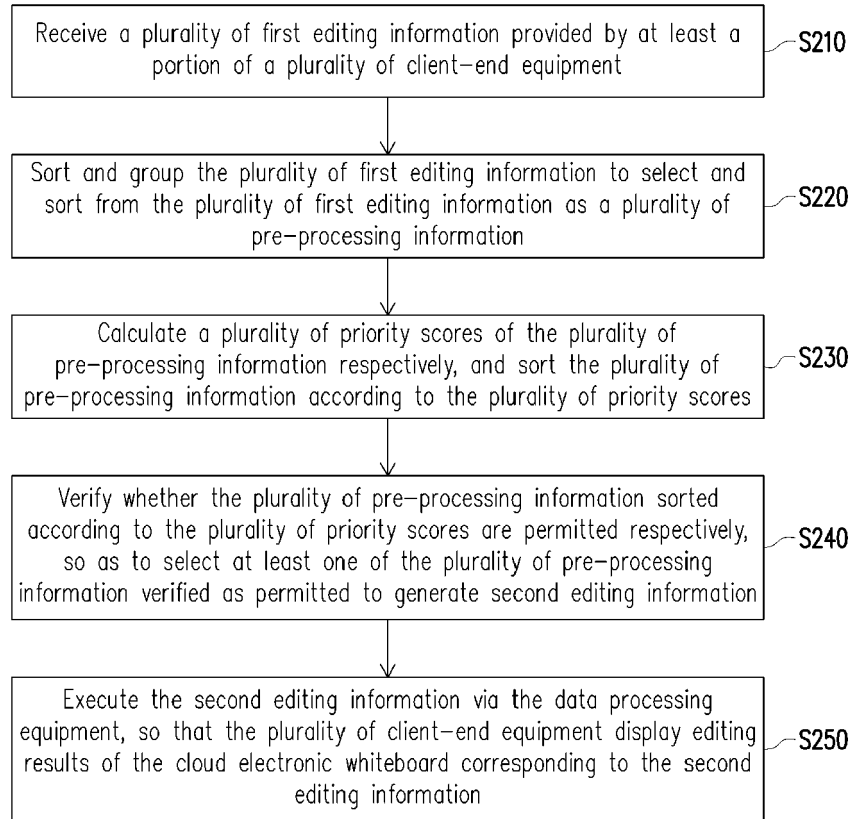 Receive a plurality of first editing information provided by at least a
portion of a plurality of client-end equipment
S210
Sort and group the plurality of first editing information to select and
sort from the plurality of first editing information as a plurality of
pre-processing information
S220
Calculate a plurality of priority scores of the plurality of
pre-processing information respectively, and sort the plurality of
pre-processing information according to the plurality of priority scores
S230
Verify whether the plurality of pre-processing information sorted
according to the plurality of priority scores are permitted respectively,
so as to select at least one of the plurality of pre-processing
information verified as permitted to generate second editing information
S240
Execute the second editing information via the data processing
equipment, so that the plurality of client-end equipment display editing
results of the cloud electronic whiteboard corresponding to the second
editing information
S250